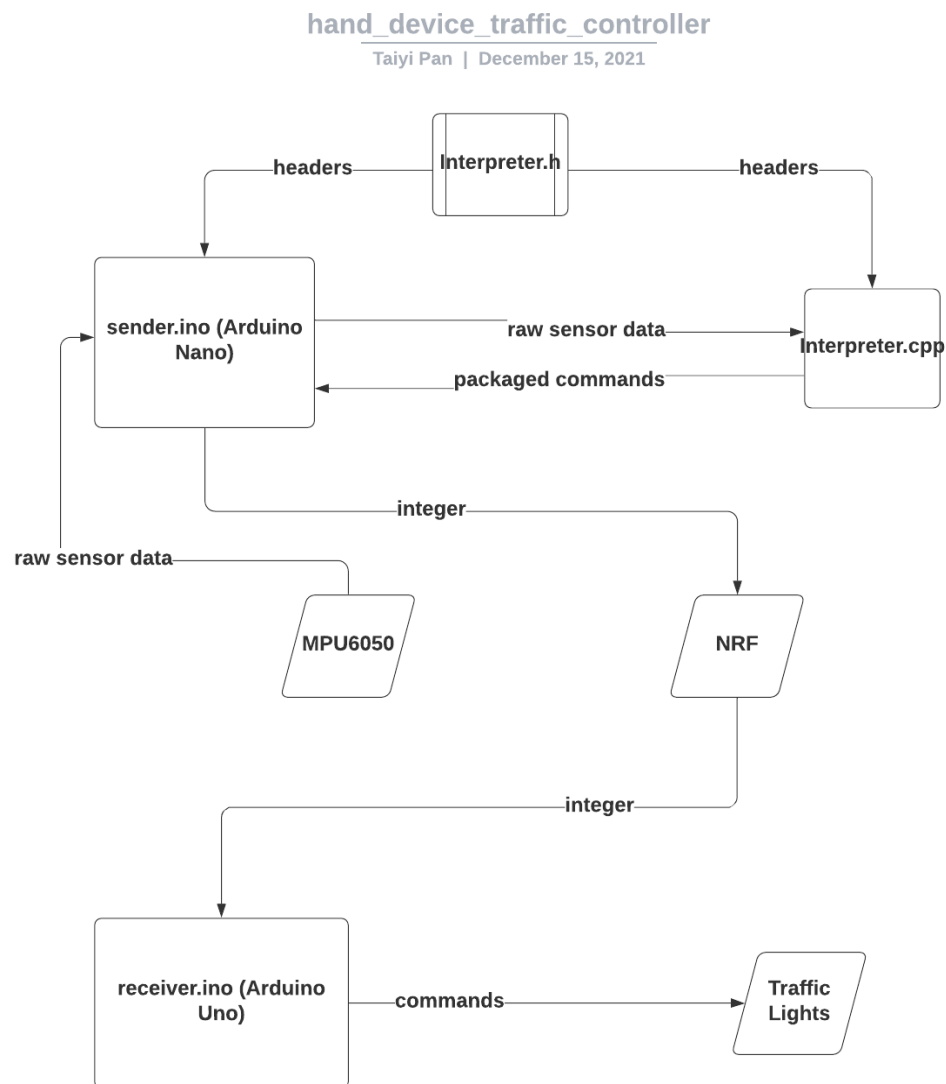 hand_device_traffic_controller
Taiyi Pan | December 15, 2021
Interpreter.h
headers
headers
sender.ino (Arduino
Nano)
raw sensor data
Interpreter.cpp
packaged commands
integer
raw sensor data
MPU6050
NRF
integer
receiver.ino (Arduino
Uno)
commands
Traffic
Lights